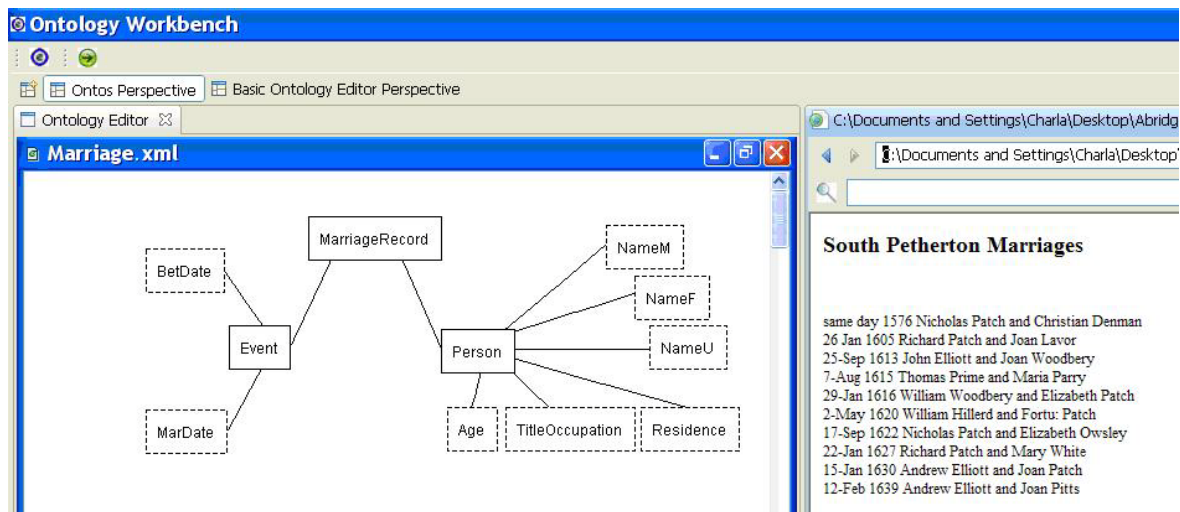 Ontology Workbench
Ontos Perspective
Basic Ontology Editor Perspective
Ontology Editor
Marriage.xml
MarriageRecord
BetDate
Event
MarDate
Person
NameM
NameF
NameU
Age
TitleOccupation
Residence
C:\Documents and Settings\Charla\Desktop\Abridg
:\Documents and Settings\Charla\Desktop\
South Petherton Marriages
same day 1576 Nicholas Patch and Christian Denman
26 Jan 1605 Richard Patch and Joan Lavor
25-Sep 1613 John Elliott and Joan Woodbery
7-Aug 1615 Thomas Prime and Maria Parry
29-Jan 1616 William Woodbery and Elizabeth Patch
2-May 1620 William Hillerd and Fortu: Patch
17-Sep 1622 Nicholas Patch and Elizabeth Owsley
22-Jan 1627 Richard Patch and Mary White
15-Jan 1630 Andrew Elliott and Joan Patch
12-Feb 1639 Andrew Elliott and Joan Pitts